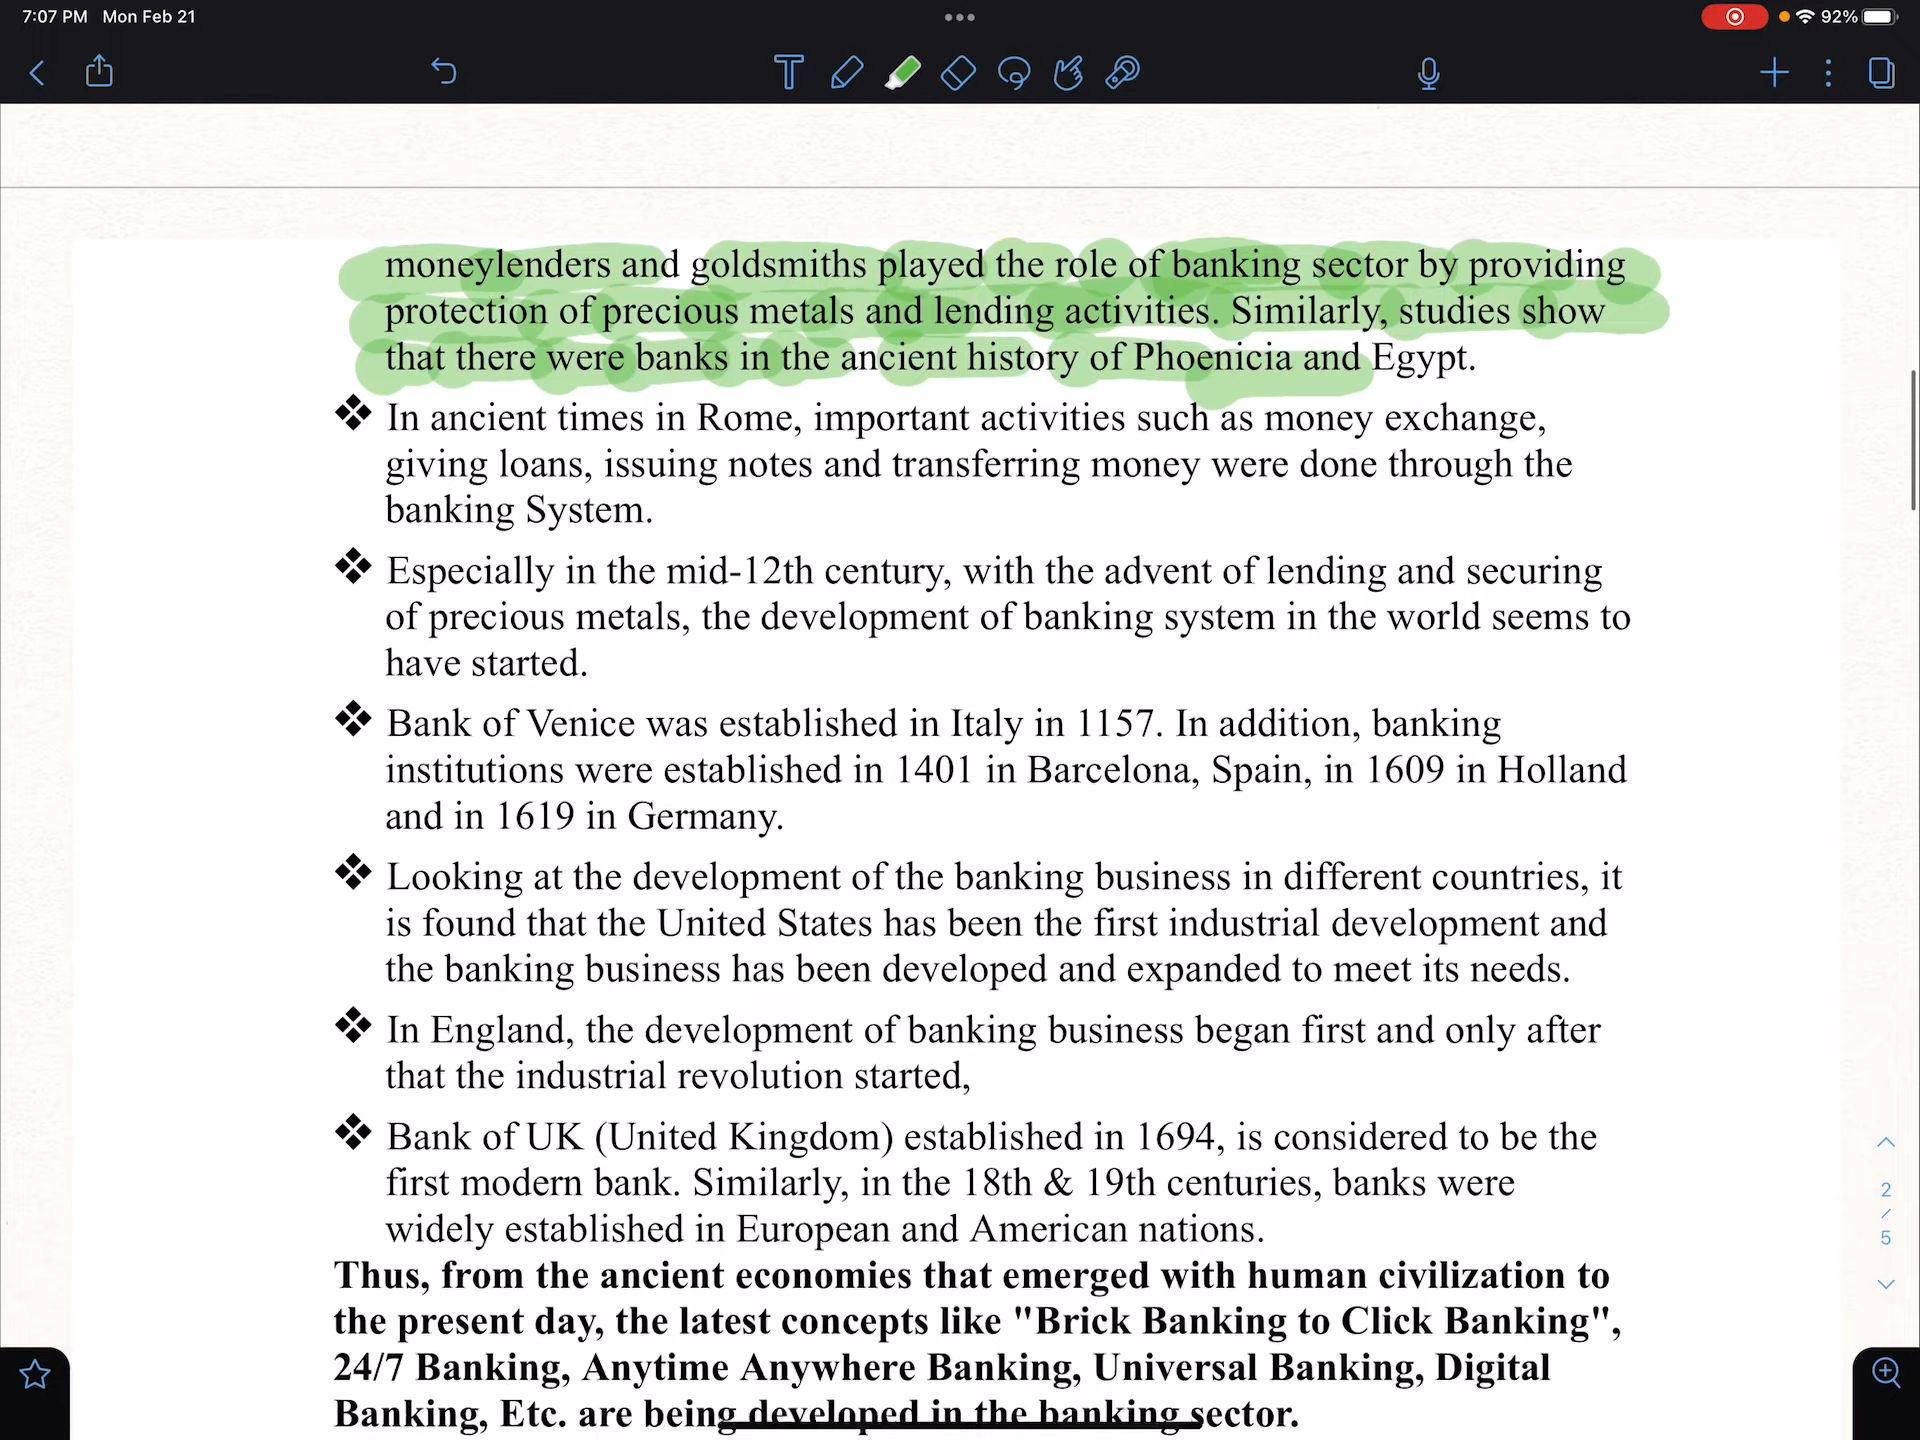 7:07 PM Mon Feb 21
92%
moneylenders and goldsmiths played the role of banking sector by providing
protection of precious metals and lending activities. Similarly, studies show
that there were banks in the ancient history of Phoenicia and Egypt.
❖ In ancient times in Rome, important activities such as money exchange,
giving loans, issuing notes and transferring money were done through the
banking System.
❖ Especially in the mid-12th century, with the advent of lending and securing
of precious metals, the development of banking system in the world seems to
have started.
❖ Bank of Venice was established in Italy in 1157. In addition, banking
institutions were established in 1401 in Barcelona, Spain, in 1609 in Holland
and in 1619 in Germany.
❖ Looking at the development of the banking business in different countries, it
is found that the United States has been the first industrial development and
the banking business has been developed and expanded to meet its needs.
❖ In England, the development of banking business began first and only after
that the industrial revolution started,
❖ Bank of UK (United Kingdom) established in 1694, is considered to be the
first modern bank. Similarly, in the 18th & 19th centuries, banks were
widely established in European and American nations.
Thus, from the ancient economies that emerged with human civilization to
the present day, the latest concepts like "Brick Banking to Click Banking",
24/7 Banking, Anytime Anywhere Banking, Universal Banking, Digital
Banking, Etc. are being developed in the banking sector.
2
/
5